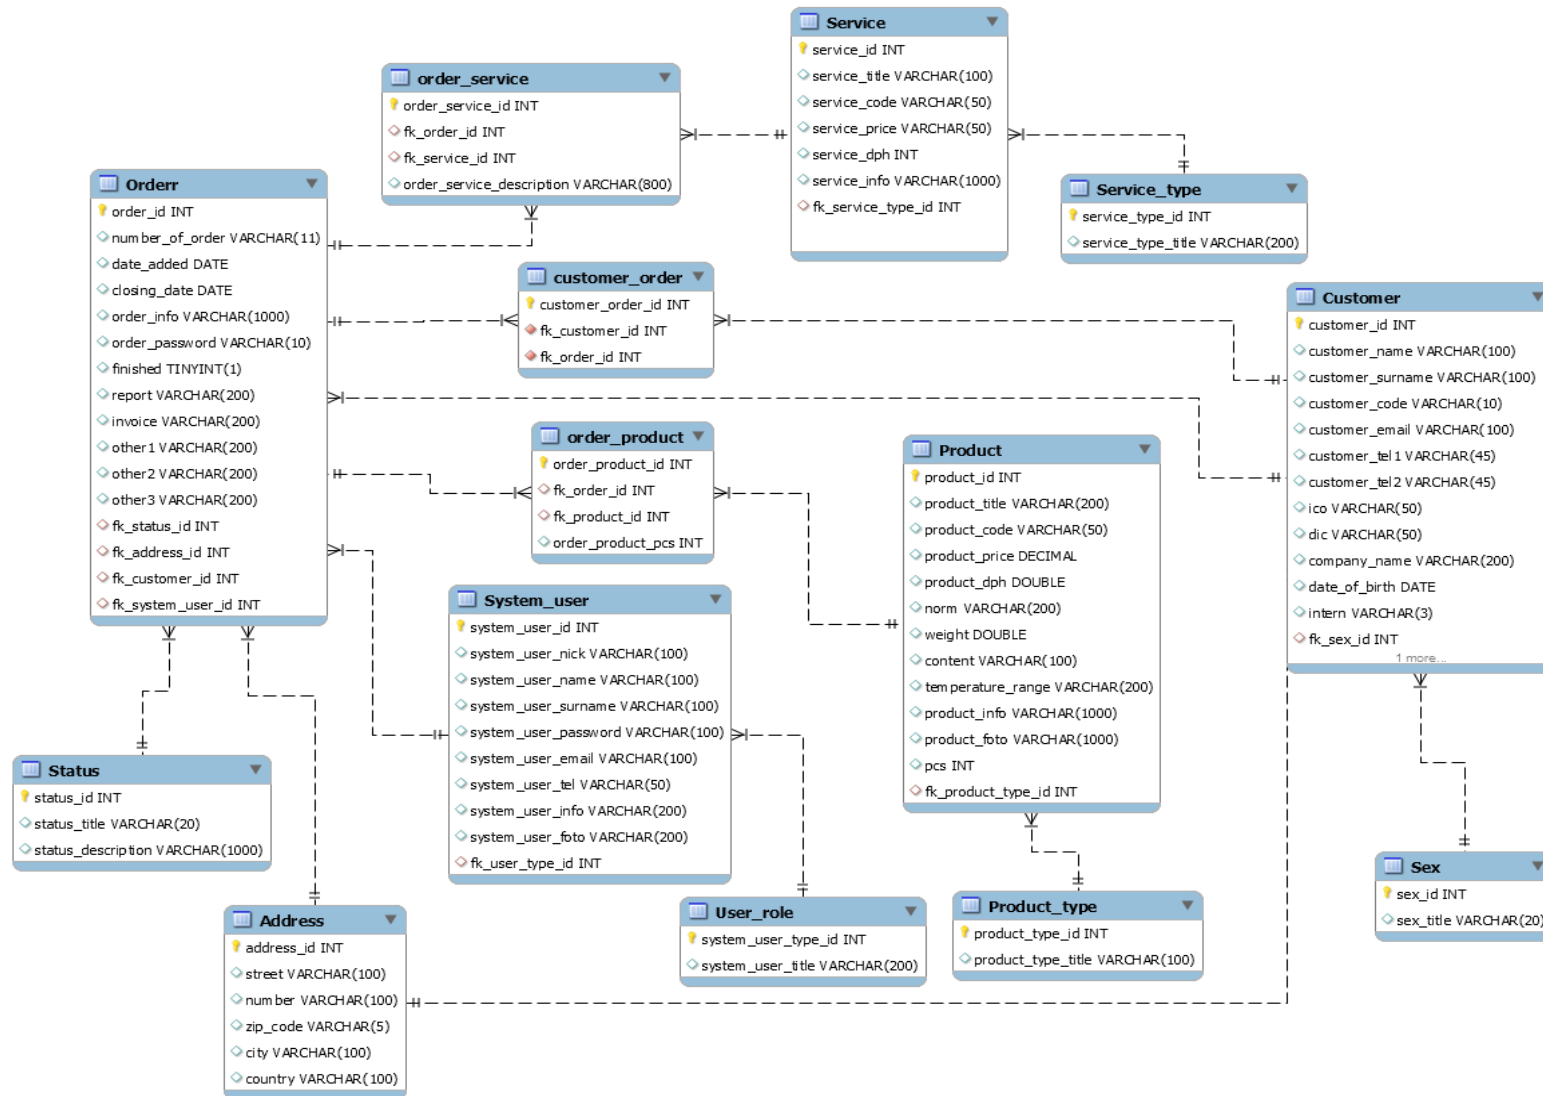 Service
service_id INT
service_title VARCHAR(100)
service_code VARCHAR(50)
service_price VARCHAR(50)
service_dph INT
service_info VARCHAR(1000)
fk_service_type_id INT
order_service
order_service_id INT
fk_order_id INT
fk_service_id INT
order_service_description VARCHAR(800)
Service_type
service_type_id INT
service_type_title VARCHAR(200)
Orderr
order_id INT
number_of_order VARCHAR(11)
date_added DATE
closing_date DATE
order_info VARCHAR(1000)
order_password VARCHAR(10)
finished TINYINT(1)
report VARCHAR(200)
invoice VARCHAR(200)
other1 VARCHAR(200)
other2 VARCHAR(200)
other3 VARCHAR(200)
fk_status_id INT
fk_address_id INT
fk_customer_id INT
fk_system_user_id INT
customer_order
customer_order_id INT
fk_customer_id INT
fk_order_id INT
Customer
customer_id INT
customer_name VARCHAR(100)
customer_surname VARCHAR(100)
customer_code VARCHAR(10)
customer_email VARCHAR(100)
customer_tel1 VARCHAR(45)
customer_tel2 VARCHAR(45)
ico VARCHAR(50)
dic VARCHAR(50)
company_name VARCHAR(200)
date_of_birth DATE
intern VARCHAR(3)
fk_sex_id INT
1 more...
order_product
order_product_id INT
fk_order_id INT
fk_product_id INT
order_product_pcs INT
Product
product_id INT
product_title VARCHAR(200)
product_code VARCHAR(50)
product_price DECIMAL
product_dph DOUBLE
norm VARCHAR(200)
weight DOUBLE
content VARCHAR(100)
temperature_range VARCHAR(200)
product_info VARCHAR(1000)
product_foto VARCHAR(1000)
pcs INT
fk_product_type_id INT
System_user
system_user_id INT
system_user_nick VARCHAR(100)
system_user_name VARCHAR(100)
system_user_surname VARCHAR(100)
system_user_password VARCHAR(100)
system_user_email VARCHAR(100)
system_user_tel VARCHAR(50)
system_user_info VARCHAR(200)
system_user_foto VARCHAR(200)
fk_user_type_id INT
Status
status_id INT
status_title VARCHAR(20)
status_description VARCHAR(1000)
Sex
sex_id INT
sex_title VARCHAR(20)
Address
address_id INT
street VARCHAR(100)
number VARCHAR(100)
zip_code VARCHAR(5)
city VARCHAR(100)
country VARCHAR(100)
User_role
system_user_type_id INT
system_user_title VARCHAR(200)
Product_type
product_type_id INT
product_type_title VARCHAR(100)